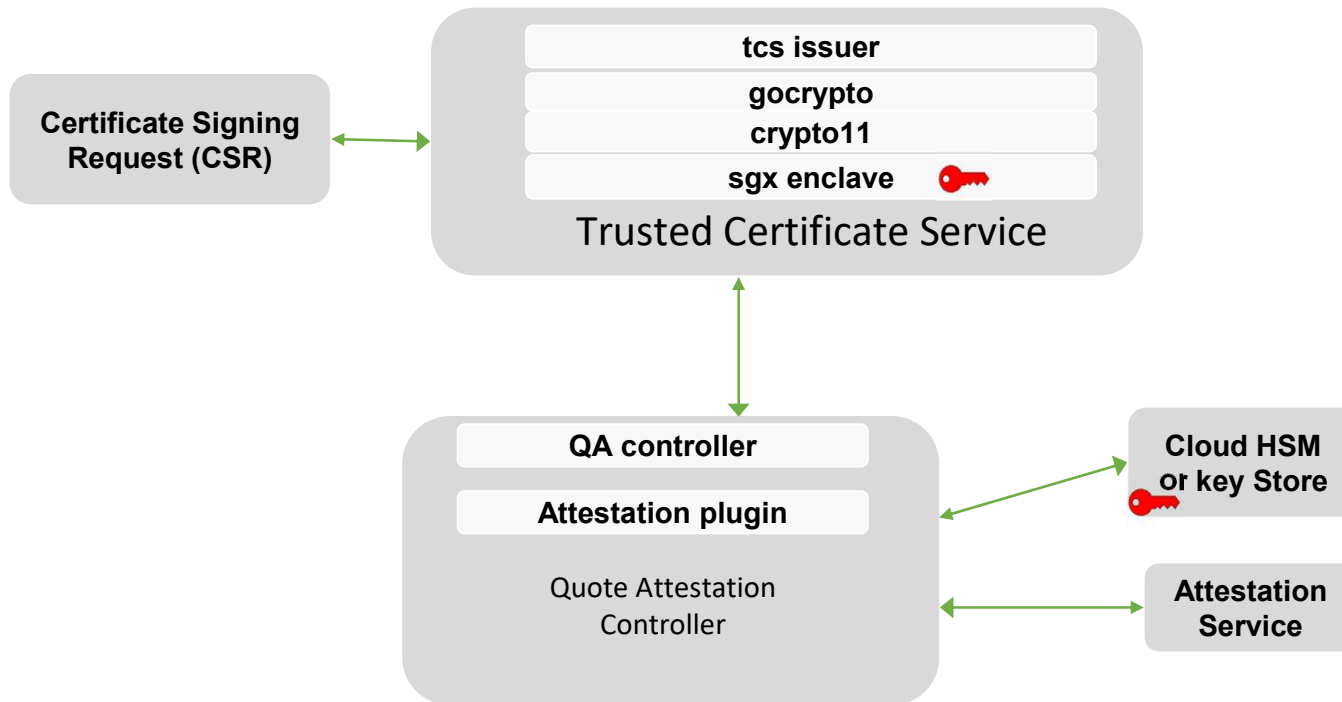 tcs issuer
gocrypto
crypto11
sgx enclave
Trusted Certificate Service
Certificate Signing
Request (CSR)
QA controller
Attestation plugin
Quote Attestation
Controller
Cloud HSM
or key Store
Attestation
Service